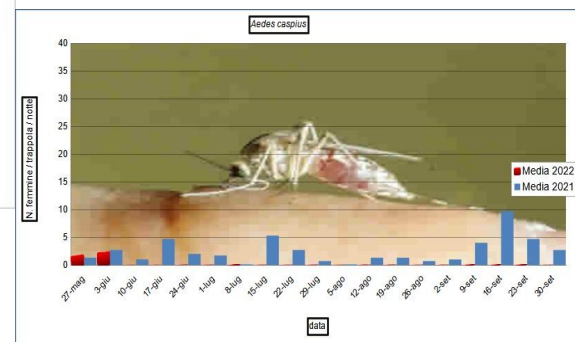 Aedes caspius
40
35
30
25
20
15
10
5
0
N. femmine / trappola / notte
Media 2022
Media 2021
27-mag
3-giu
10-giu
17-giu
24-giu
1-lug
8-lug
15-lug
22-lug
29-lug
5-ago
12-ago
19-ago
26-ago
2-set
9-set
16-set
23-set
30-set
data